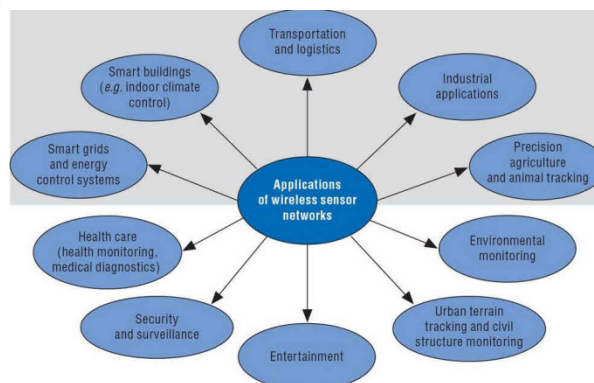 Transportation
and logistics
Smart buildings
(e.g. indoor climate
control)
Industrial
applications
Smart grids
and energy
control systems
Precision
agriculture
and animal tracking
Applications
of wireless sensor
networks
Health care
(health monitoring,
medical diagnostics)
Environmental
monitoring
Security
and surveillance
Urban terrain
tracking and civil
structure monitoring
Entertainment